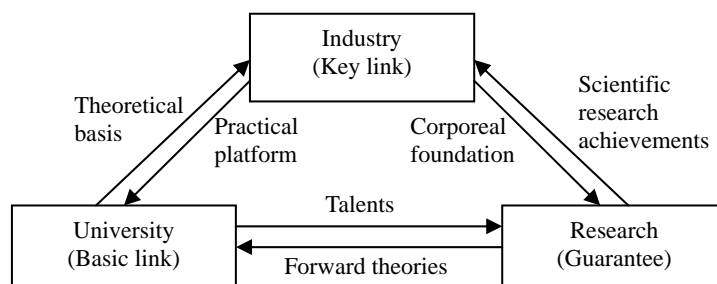 Industry
(Key link)
Theoretical
basis
Practical
platform
Corporeal
foundation
Scientific
research
achievements
University
(Basic link)
Talents
Forward theories
Research
(Guarantee)